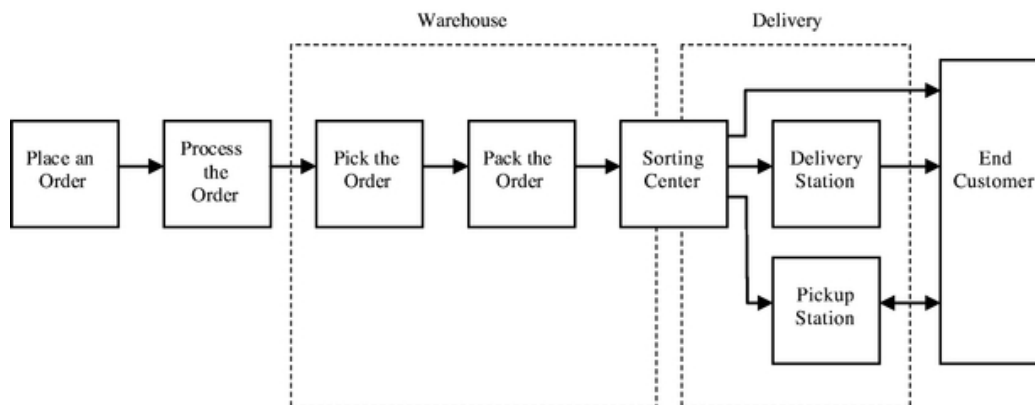 Warehouse
Delivery
Place an
Order
Process
the
Order
Pick the
Order
Pack the
Order
Sorting
Center
Delivery
Station
End
Customer
Pickup
Station